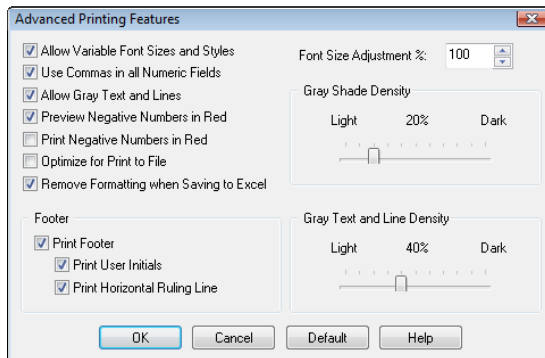 Advanced Printing Features
Allow Variable Font Sizes and Styles
Use Commas in all Numeric Fields
Allow Gray Text and Lines
Preview Negative Numbers in Red
Print Negative Numbers in Red
Optimize for Print to File
Remove Formatting when Saving to Excel
Font Size Adjustment %: 100
Gray Shade Density
Light 20% Dark
Footer
Print Footer
Print User Initials
Print Horizontal Ruling Line
Gray Text and Line Density
Light 40% Dark
OK Cancel Default Help